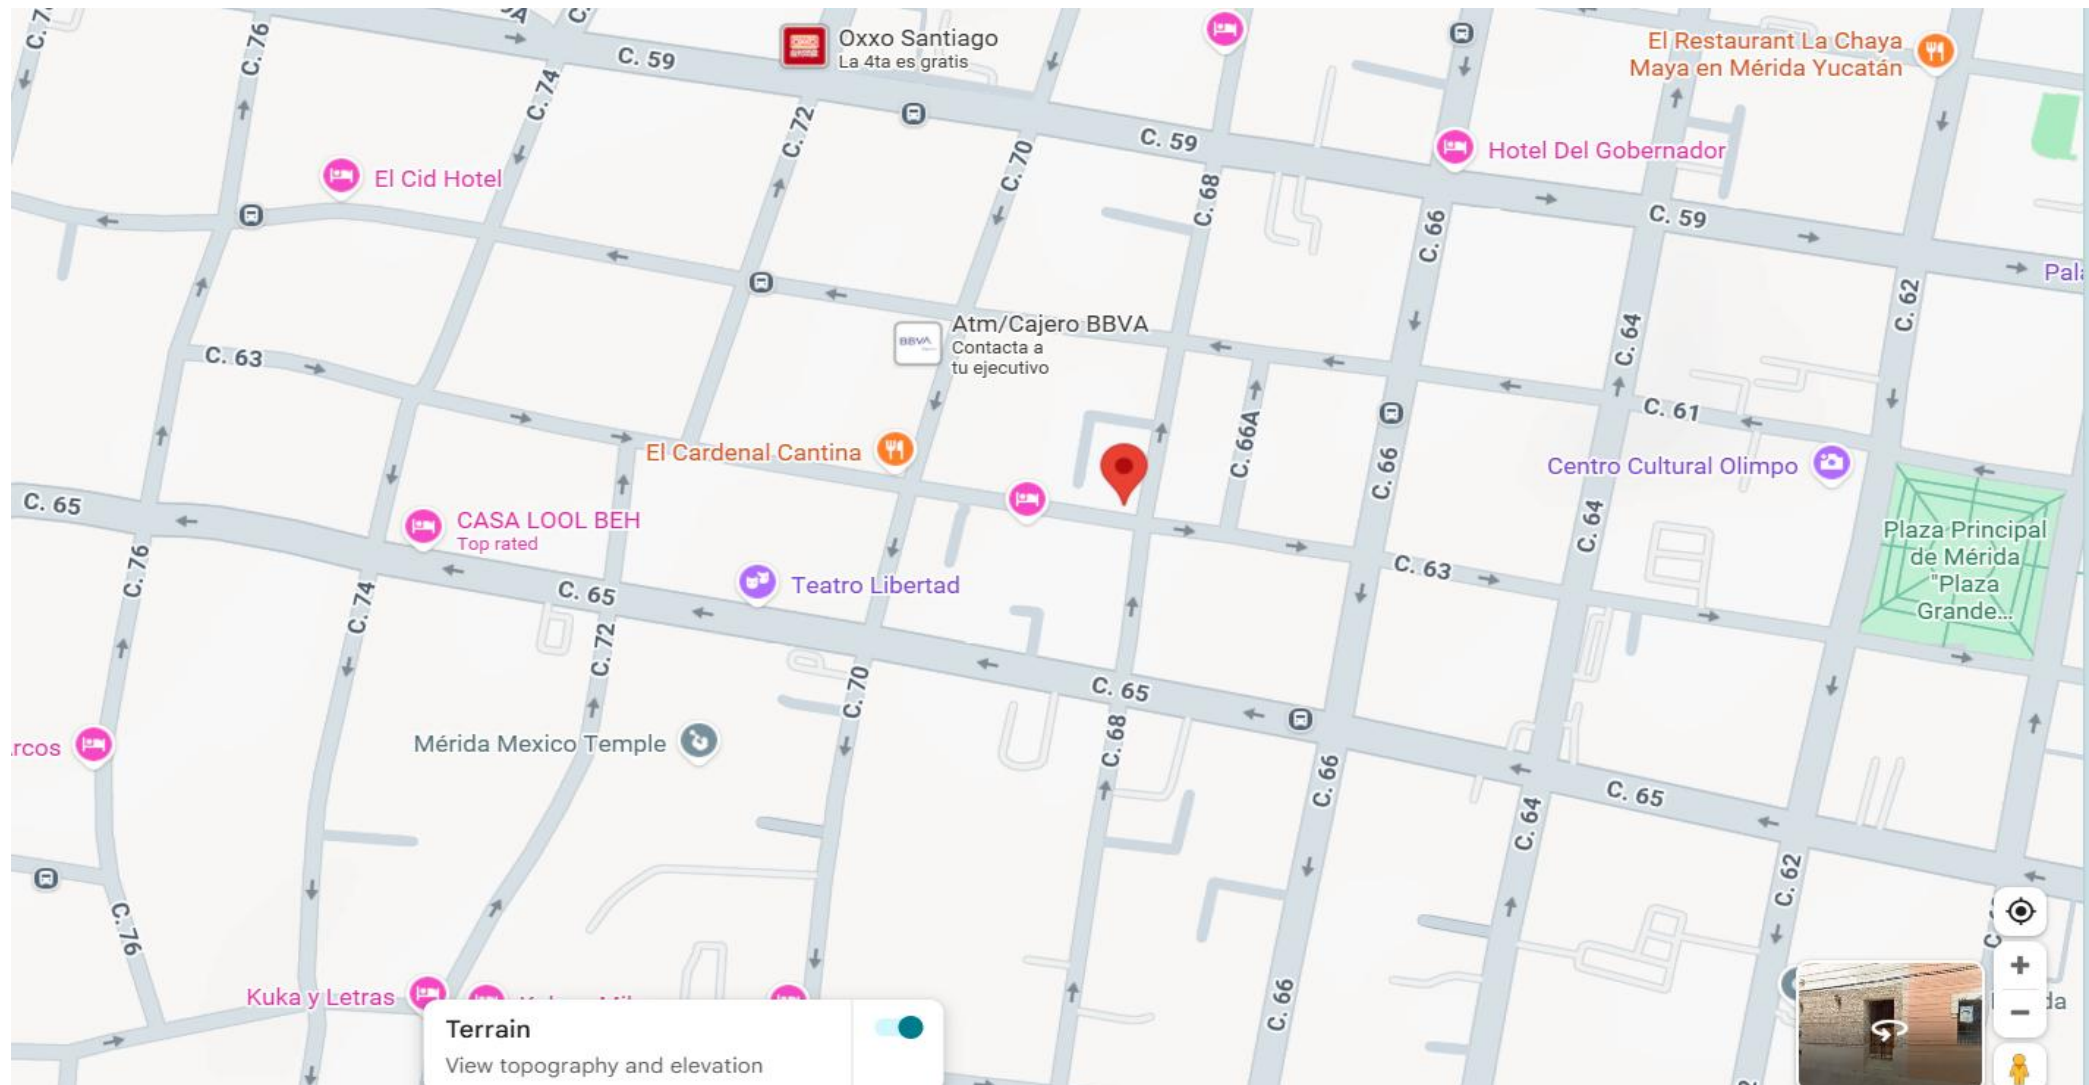 C. 76
C. 74
C. 59
Oxxo Santiago
La 4ta es gratis
C. 72
C. 70
C. 59
C. 68
El Restaurant La Chaya
Maya en Mérida Yucatán
Hotel Del Gobernador
C. 66
C. 59
C. 62
El Cid Hotel
C. 63
Atm/Cajero BBVA
Contacta a
tu ejecutivo
BBVA
C. 64
C. 61
C. 66A
C. 66
El Cardenal Cantina
Centro Cultural Olimpo
C. 65
CASA LOOL BEH
Top rated
C. 64
Plaza Principal
de Mérida
"Plaza
Grande...
C. 63
C. 76
C. 74
C. 65
Teatro Libertad
C. 72
C. 70
C. 65
C. 68
Mérida Mexico Temple
C. 66
C. 65
C. 64
C. 62
C. 76
Kuka y Letras
C. 66
Terrain
View topography and elevation